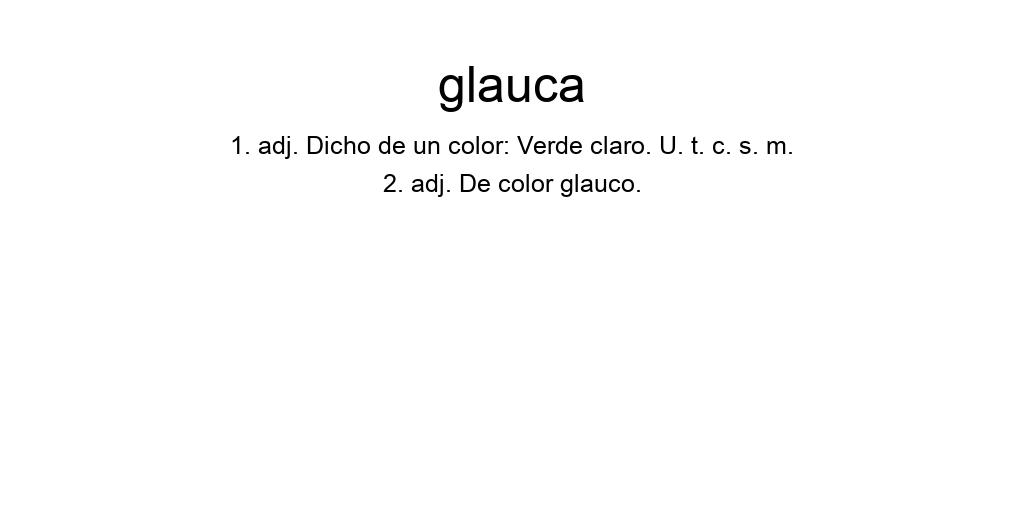 glauca
1. adj. Dicho de un color: Verde claro. U. t. c. s. m.
2. adj. De color glauco.